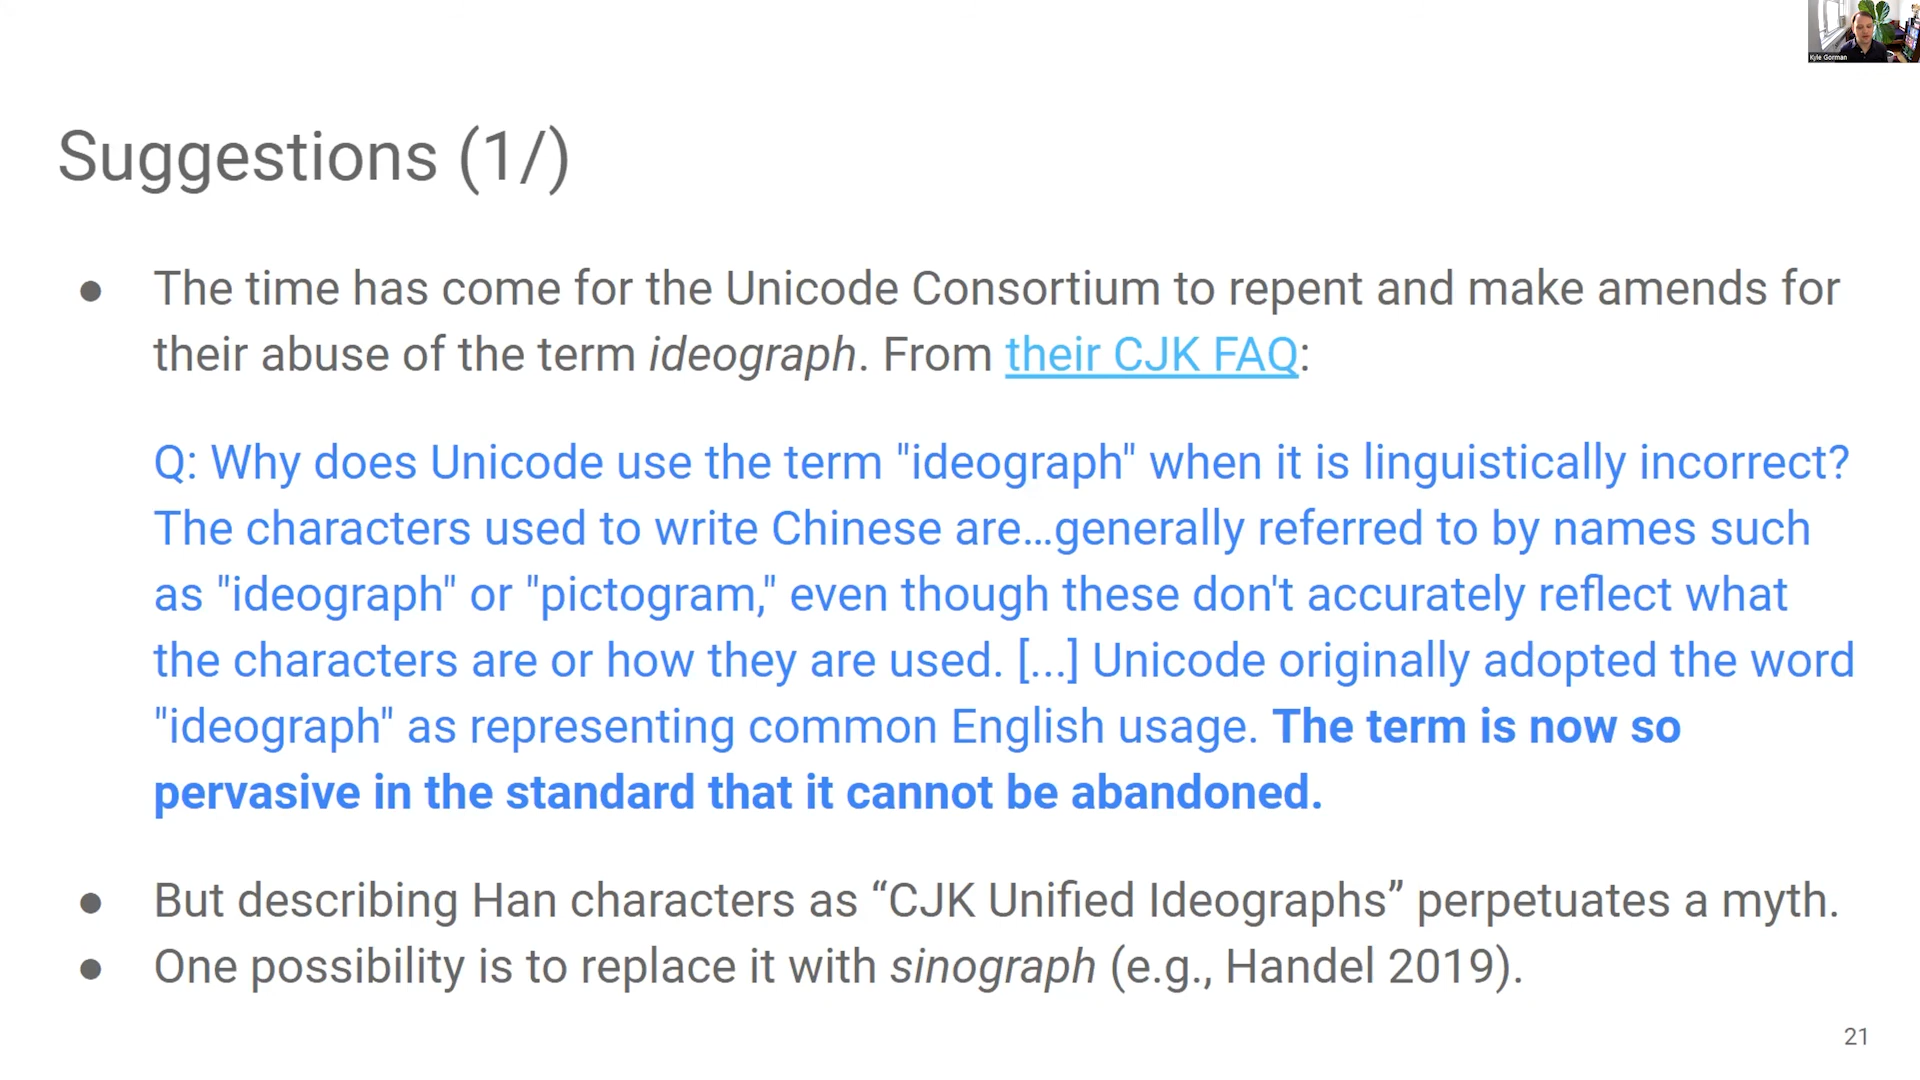 Kyle Gorman
Suggestions (1/)
● The time has come for the Unicode Consortium to repent and make amends for
their abuse of the term ideograph. From their CJK FAQ:
Q: Why does Unicode use the term "ideograph" when it is linguistically incorrect?
The characters used to write Chinese are…generally referred to by names such
as "ideograph" or "pictogram," even though these don't accurately reflect what
the characters are or how they are used. [...] Unicode originally adopted the word
"ideograph" as representing common English usage. The term is now so
pervasive in the standard that it cannot be abandoned.
● But describing Han characters as “CJK Unified Ideographs” perpetuates a myth.
● One possibility is to replace it with sinograph (e.g., Handel 2019).
21